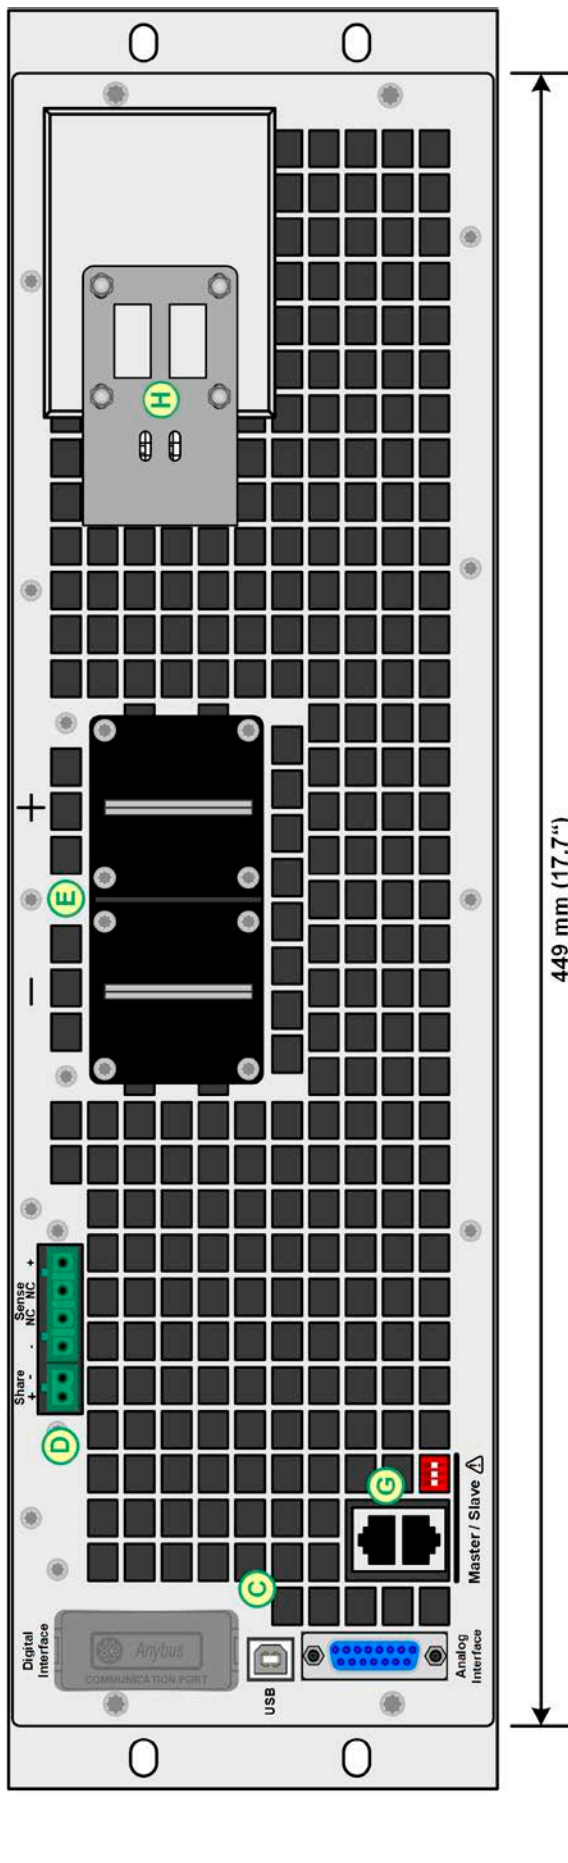 H
+
E
–
449 mm (17.7“)
Share Sense
+ - - NC NC +
D
G
Master / Slave ⚠
C
Digital
Interface
Anybus
COMMUNICATION PORT
USB
Analog
Interface